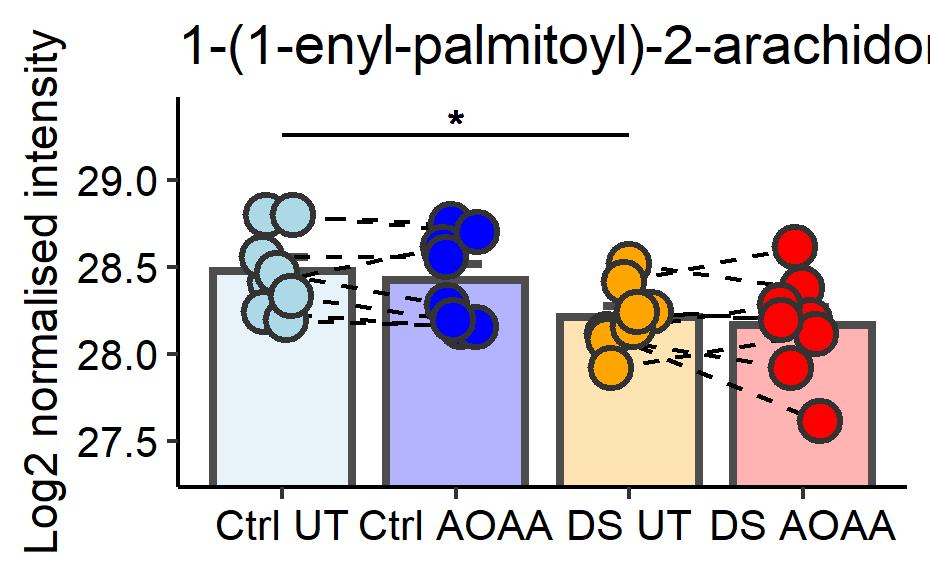 1-(1-enyl-palmitoyl)-2-arachidon
*
Log2 normalised intensity
29.0
28.5
28.0
27.5
Ctrl UT Ctrl AOAA DS UT DS AOAA